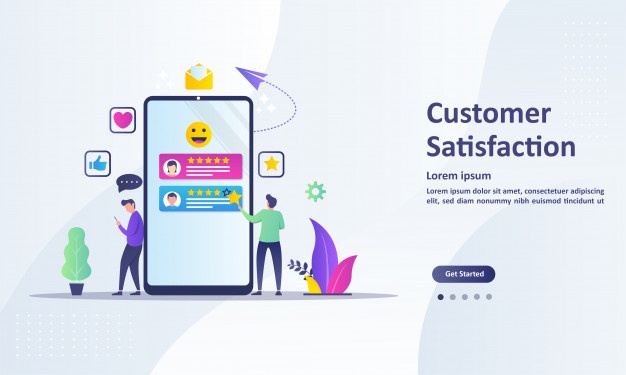 Customer
Satisfaction
Lorem ipsum
Lorem ipsum dolor sit amet, consectetuer adipiscing
elit, sed diam nonummy nibh euismod tincidunt ut
Get Started